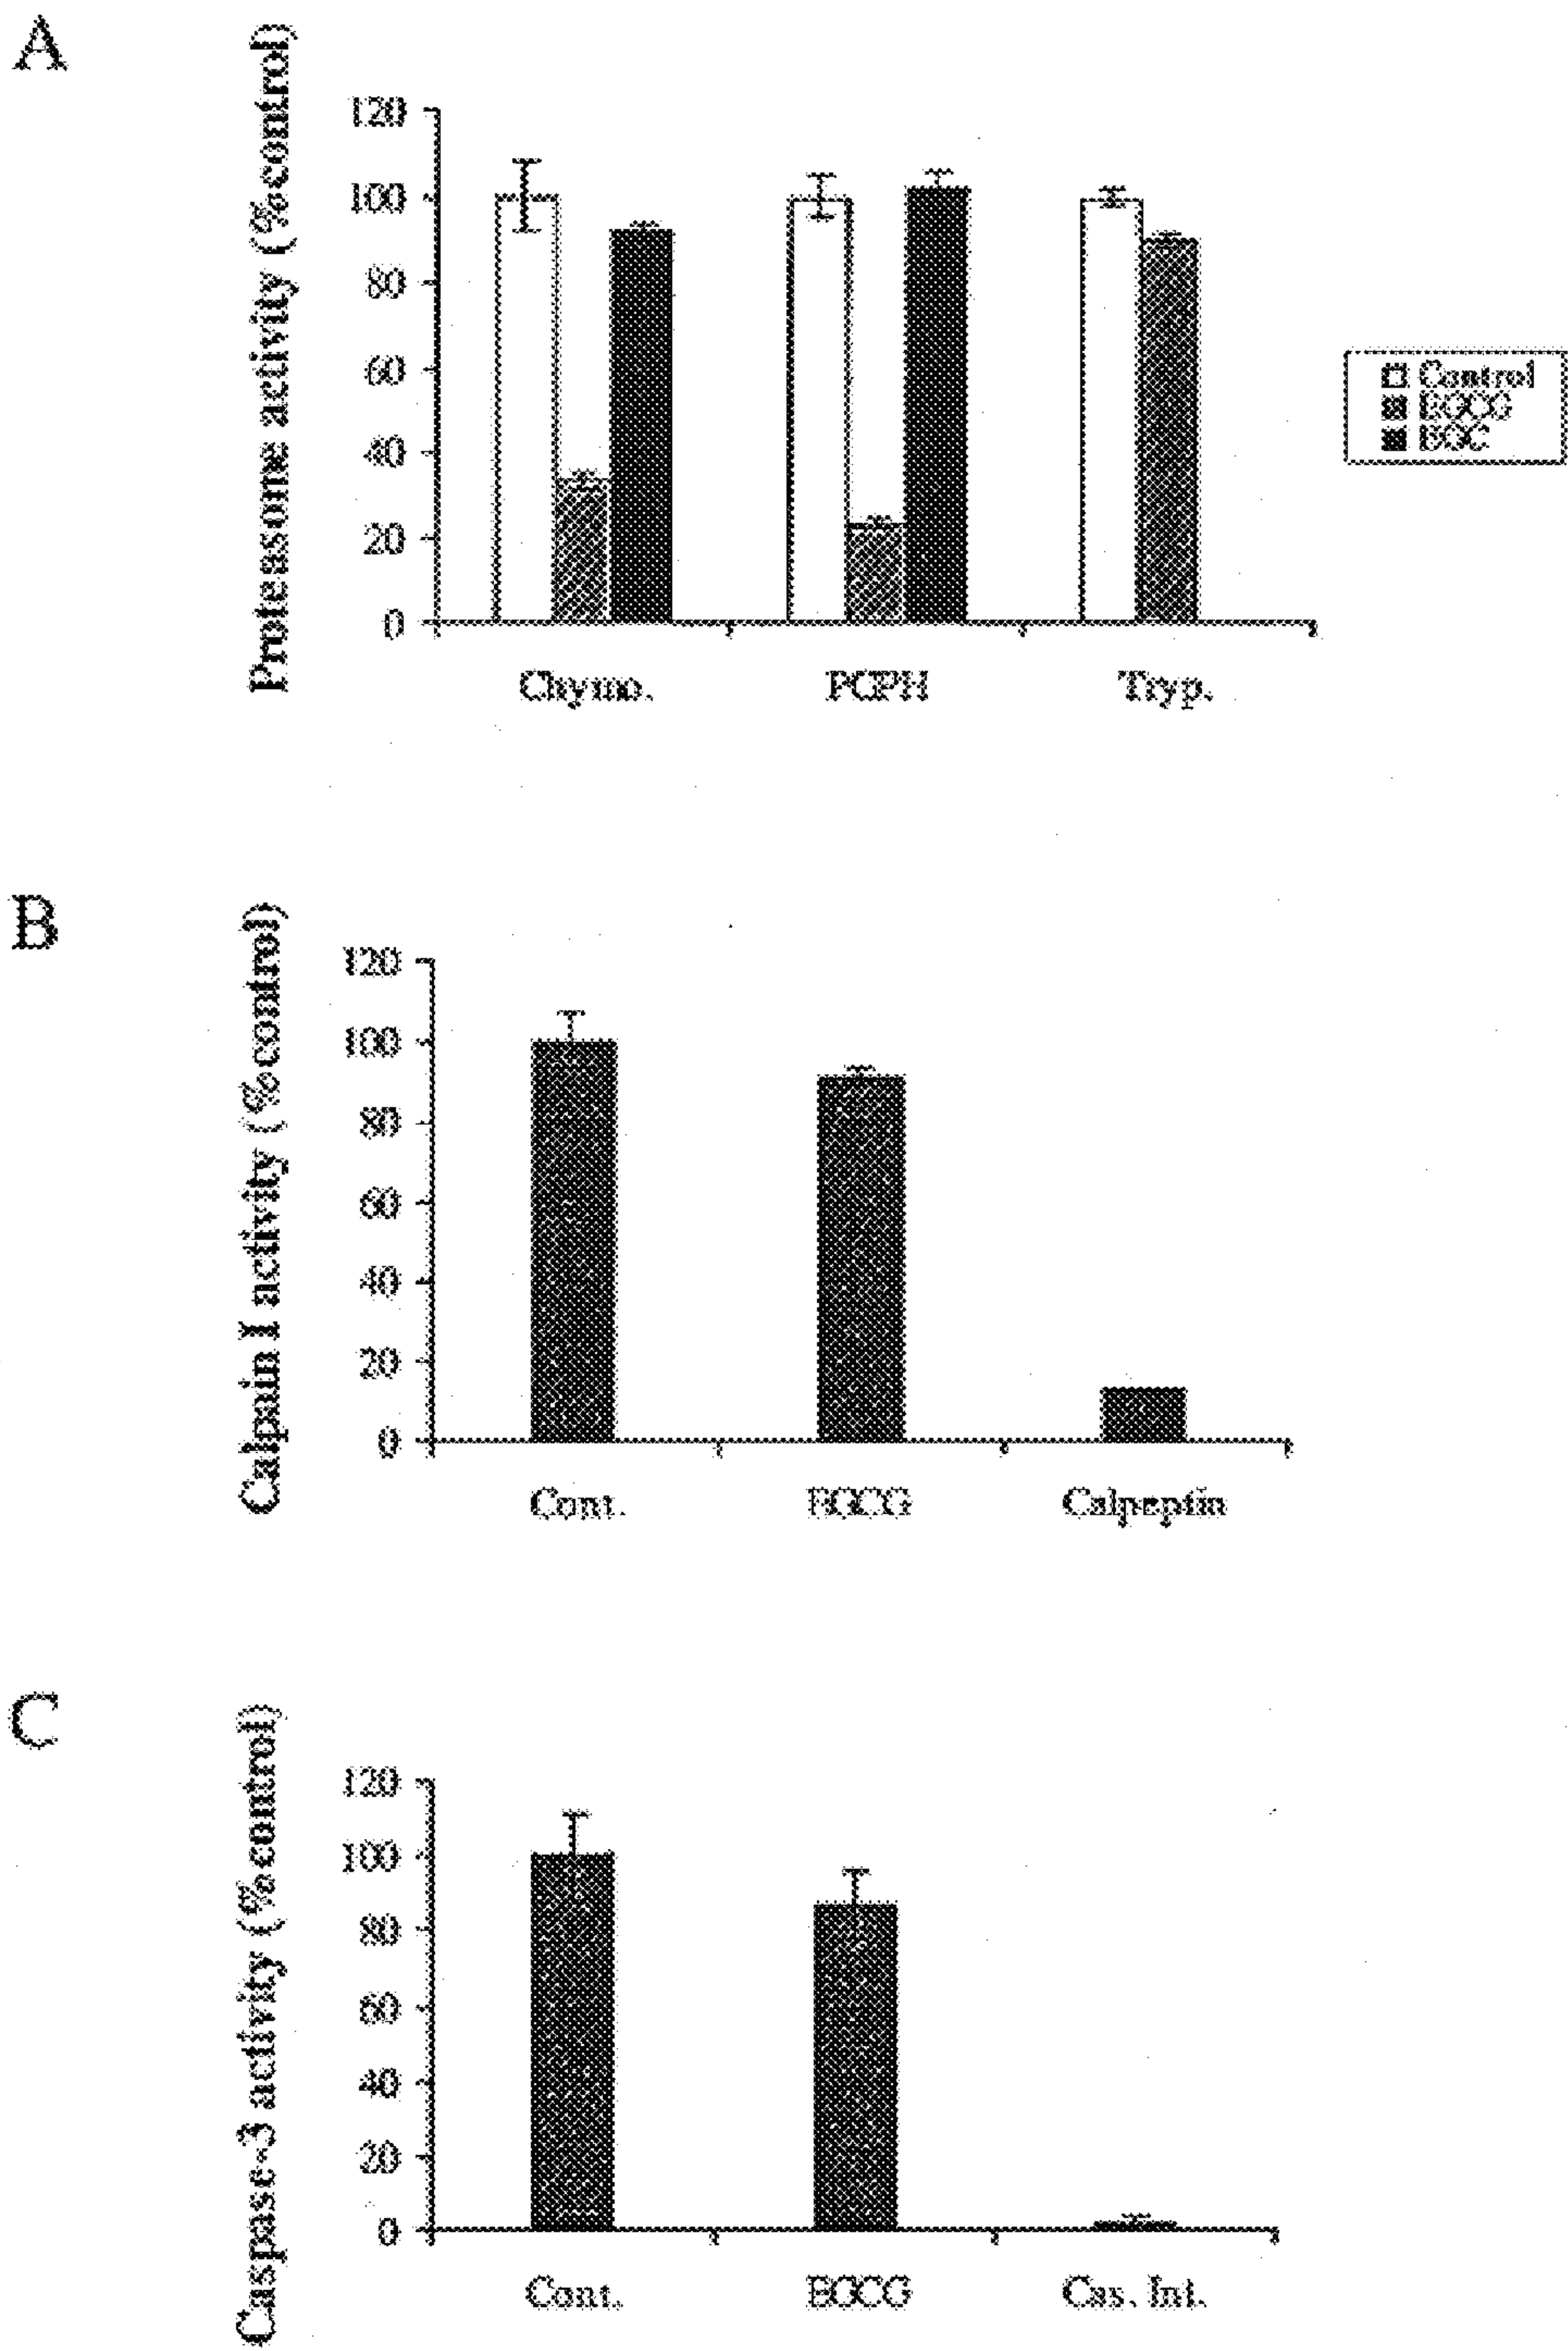 A
Proteasome activity (%control)
120
100
80
60
40
20
0
Chymo.
PGPH
Tryp.
Control
EGCG
EGC
B
Calpain I activity (%control)
120
100
80
60
40
20
0
Cont.
EGCG
Calpeptin
C
Caspase-3 activity (%control)
120
100
80
60
40
20
0
Cont.
EGCG
Cas. Int.